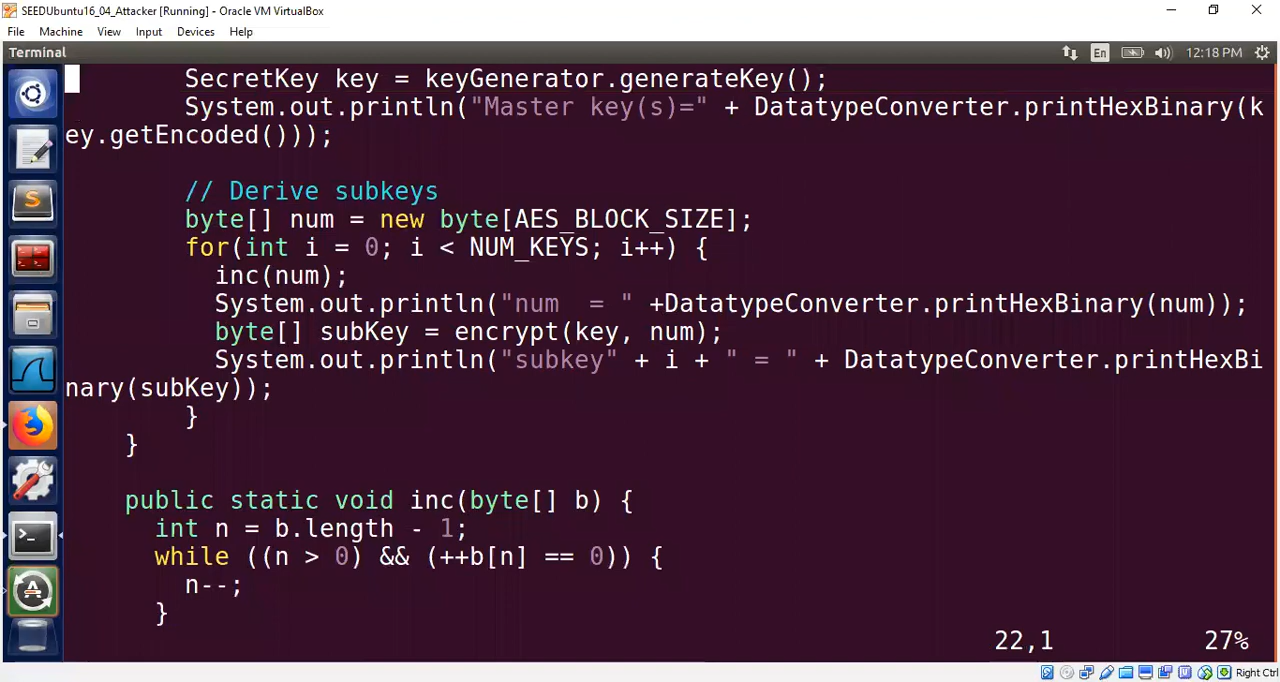 SEEDUbuntu16_04_Attacker [Running] - Oracle VM VirtualBox
File Machine View Input Devices Help
Terminal En 12:18 PM
SecretKey key = keyGenerator.generateKey();
System.out.println("Master key(s)=" + DatatypeConverter.printHexBinary(k
ey.getEncoded()));
// Derive subkeys
byte[] num = new byte[AES_BLOCK_SIZE];
for(int i = 0; i < NUM_KEYS; i++) {
inc(num);
System.out.println("num  = " +DatatypeConverter.printHexBinary(num));
byte[] subKey = encrypt(key, num);
System.out.println("subkey" + i + " = " + DatatypeConverter.printHexBi
nary(subKey));
}
}
public static void inc(byte[] b) {
int n = b.length - 1;
while ((n > 0) && (++b[n] == 0)) {
n--;
}
22,1 27%
Right Ctrl